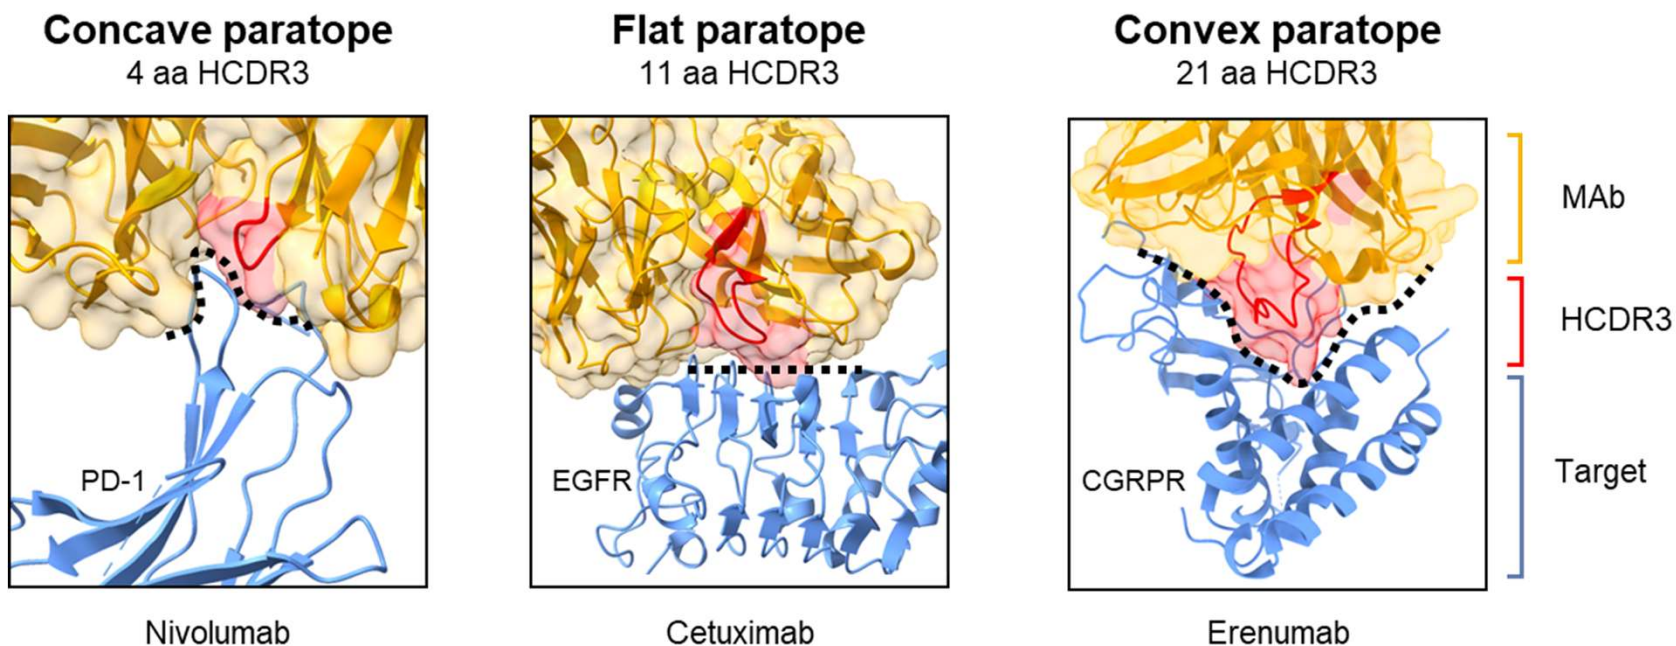 Concave paratope
4 aa HCDR3
Flat paratope
11 aa HCDR3
Convex paratope
21 aa HCDR3
MAb
HCDR3
Target
PD-1
EGFR
CGRPR
Nivolumab
Cetuximab
Erenumab